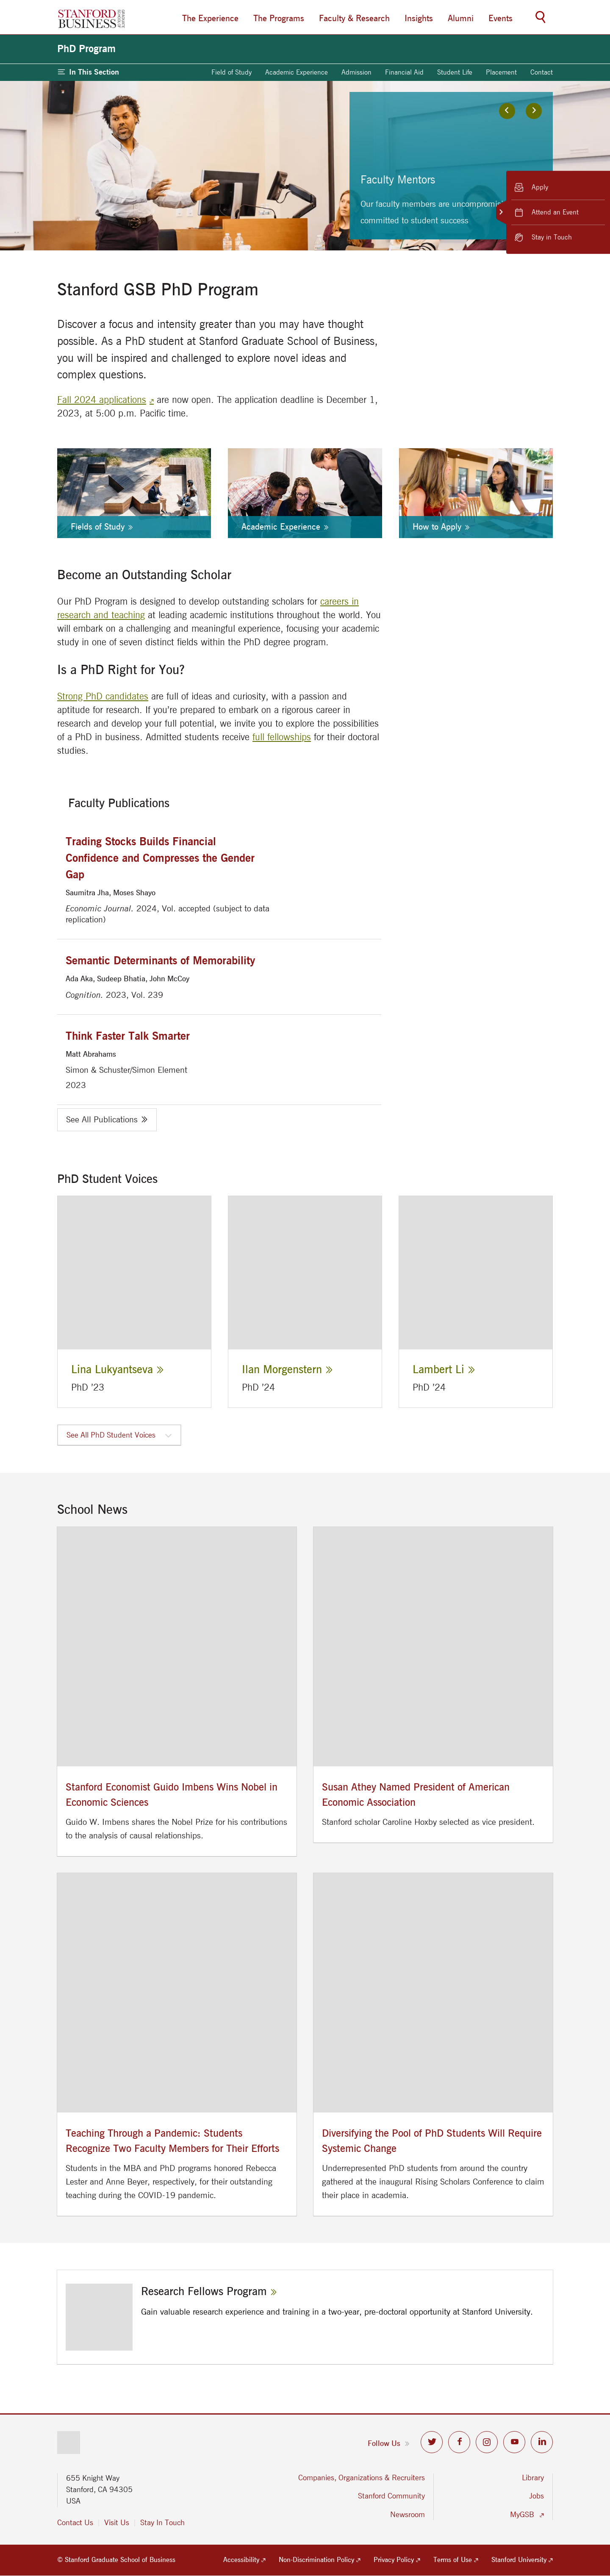 STANFORD
BUSINESS
The Experience
The Programs
Faculty & Research
Insights
Alumni
Events
PhD Program
In This Section
Field of Study
Academic Experience
Admission
Financial Aid
Student Life
Placement
Contact
Faculty Mentors
Our faculty members are uncompromi
committed to student success
Apply
Attend an Event
Stay in Touch
Stanford GSB PhD Program
Discover a focus and intensity greater than you may have thought
possible. As a PhD student at Stanford Graduate School of Business,
you will be inspired and challenged to explore novel ideas and
complex questions.
Fall 2024 applications are now open. The application deadline is December 1,
2023, at 5:00 p.m. Pacific time.
Fields of Study »
Academic Experience »
How to Apply »
Become an Outstanding Scholar
Our PhD Program is designed to develop outstanding scholars for careers in
research and teaching at leading academic institutions throughout the world. You
will embark on a challenging and meaningful experience, focusing your academic
study in one of seven distinct fields within the PhD degree program.
Is a PhD Right for You?
Strong PhD candidates are full of ideas and curiosity, with a passion and
aptitude for research. If you're prepared to embark on a rigorous career in
research and develop your full potential, we invite you to explore the possibilities
of a PhD in business. Admitted students receive full fellowships for their doctoral
studies.
Faculty Publications
Trading Stocks Builds Financial
Confidence and Compresses the Gender
Gap
Saumitra Jha, Moses Shayo
Economic Journal. 2024, Vol. accepted (subject to data
replication)
Semantic Determinants of Memorability
Ada Aka, Sudeep Bhatia, John McCoy
Cognition. 2023, Vol. 239
Think Faster Talk Smarter
Matt Abrahams
Simon & Schuster/Simon Element
2023
See All Publications »
PhD Student Voices
Lina Lukyantseva »
PhD '23
Ilan Morgenstern »
PhD '24
Lambert Li »
PhD '24
See All PhD Student Voices
School News
Stanford Economist Guido Imbens Wins Nobel in
Economic Sciences
Guido W. Imbens shares the Nobel Prize for his contributions
to the analysis of causal relationships.
Susan Athey Named President of American
Economic Association
Stanford scholar Caroline Hoxby selected as vice president.
Teaching Through a Pandemic: Students
Recognize Two Faculty Members for Their Efforts
Students in the MBA and PhD programs honored Rebecca
Lester and Anne Beyer, respectively, for their outstanding
teaching during the COVID-19 pandemic.
Diversifying the Pool of PhD Students Will Require
Systemic Change
Underrepresented PhD students from around the country
gathered at the inaugural Rising Scholars Conference to claim
their place in academia.
Research Fellows Program »
Gain valuable research experience and training in a two-year, pre-doctoral opportunity at Stanford University.
Follow Us »
655 Knight Way
Stanford, CA 94305
USA
Contact Us
Visit Us
Stay In Touch
Companies, Organizations & Recruiters
Stanford Community
Newsroom
Library
Jobs
MyGSB
© Stanford Graduate School of Business
Accessibility
Non-Discrimination Policy
Privacy Policy
Terms of Use
Stanford University